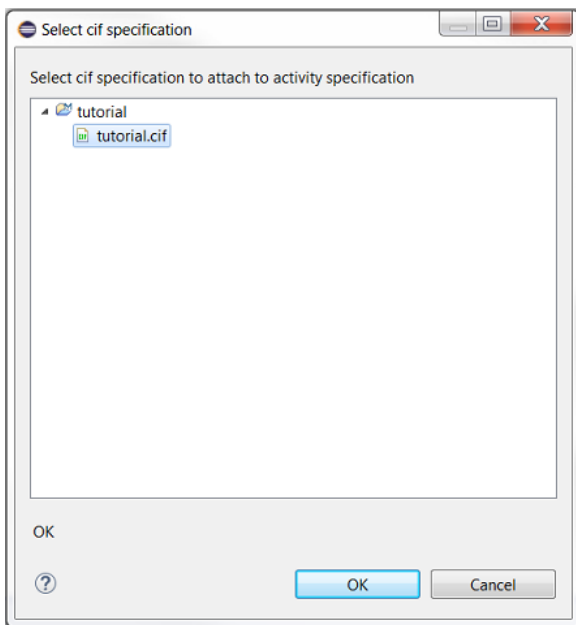 Select cif specification
Select cif specification to attach to activity specification
tutorial
tutorial.cif
OK
OK
Cancel